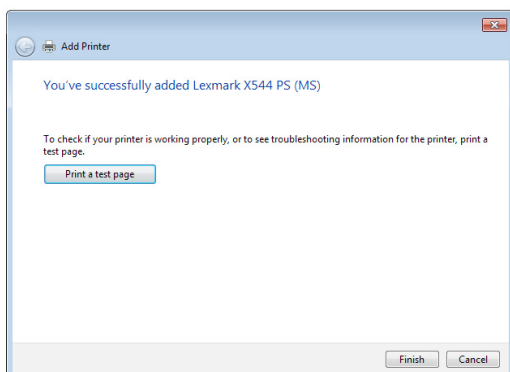 Add Printer
You've successfully added Lexmark X544 PS (MS)
To check if your printer is working properly, or to see troubleshooting information for the printer, print a
test page.
Print a test page
Finish Cancel